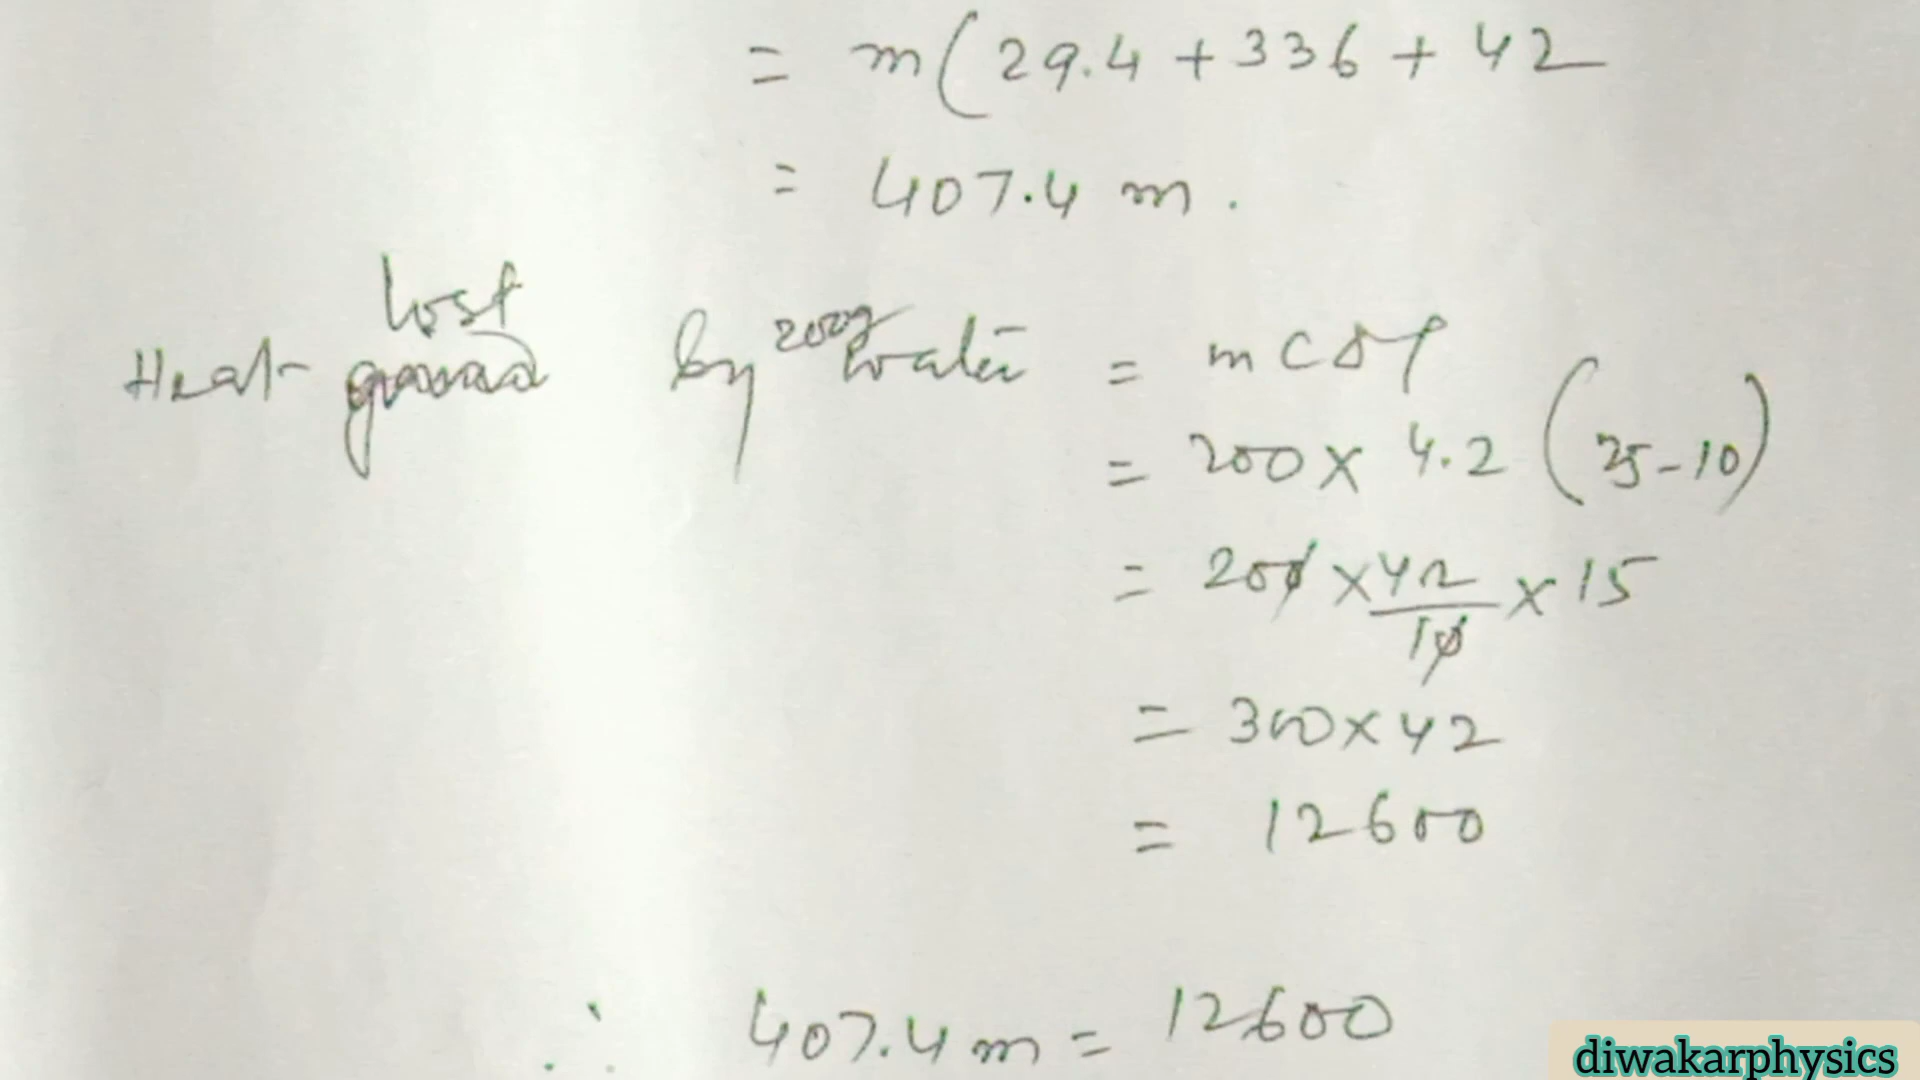 = m(29.4 + 336 + 42
= 407.4 m.
lost
Heat gained by 200g water = mcΔT
= 200 × 4.2 (25-10)
= 200 × 42/10 × 15
= 300 × 42
= 12600
∴ 407.4 m = 12600
diwakarphysics